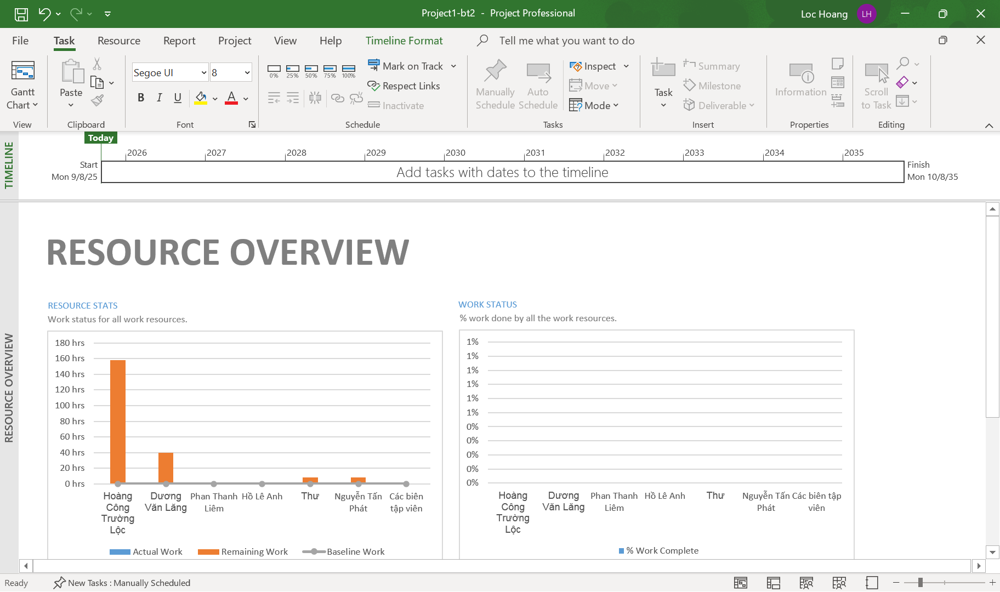 Project1-bt2 - Project Professional
Loc Hoang
LH
File
Task
Resource
Report
Project
View
Help
Timeline Format
Tell me what you want to do
Gantt
Chart
View
Paste
Clipboard
Segoe UI
8
B I U
A
Font
0% 25% 50% 75% 100%
Mark on Track
Respect Links
Inactivate
Schedule
Manually
Schedule
Auto
Schedule
Inspect
Move
Mode
Tasks
Task
Summary
Milestone
Deliverable
Insert
Information
Properties
Scroll
to Task
Editing
TIMELINE
Today
2026 2027 2028 2029 2030 2031 2032 2033 2034 2035
Start
Mon 9/8/25
Add tasks with dates to the timeline
Finish
Mon 10/8/35
RESOURCE OVERVIEW
RESOURCE OVERVIEW
RESOURCE STATS
Work status for all work resources.
180 hrs
160 hrs
140 hrs
120 hrs
100 hrs
80 hrs
60 hrs
40 hrs
20 hrs
0 hrs
Hoàng
Công
Trường
Lộc
Dương
Văn Lăng
Phan Thanh
Liêm
Hồ Lê Anh
Thư
Nguyễn Tấn
Phát
Các biên
tập viên
Actual Work
Remaining Work
Baseline Work
WORK STATUS
% work done by all the work resources.
1%
1%
1%
1%
1%
1%
0%
0%
0%
0%
0%
Hoàng
Công
Trường
Lộc
Dương
Văn Lăng
Phan Thanh
Liêm
Hồ Lê Anh
Thư
Nguyễn Tấn
Phát
Các biên tập
viên
% Work Complete
Ready
New Tasks : Manually Scheduled